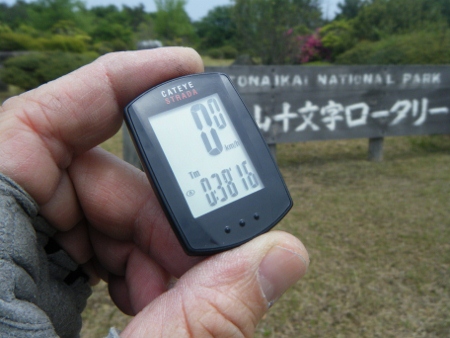 CATEYE
STRADA
0.0
km/h
Tm
0:38'16
ONAIKAI NATIONAL PARK
十文字ロータリー